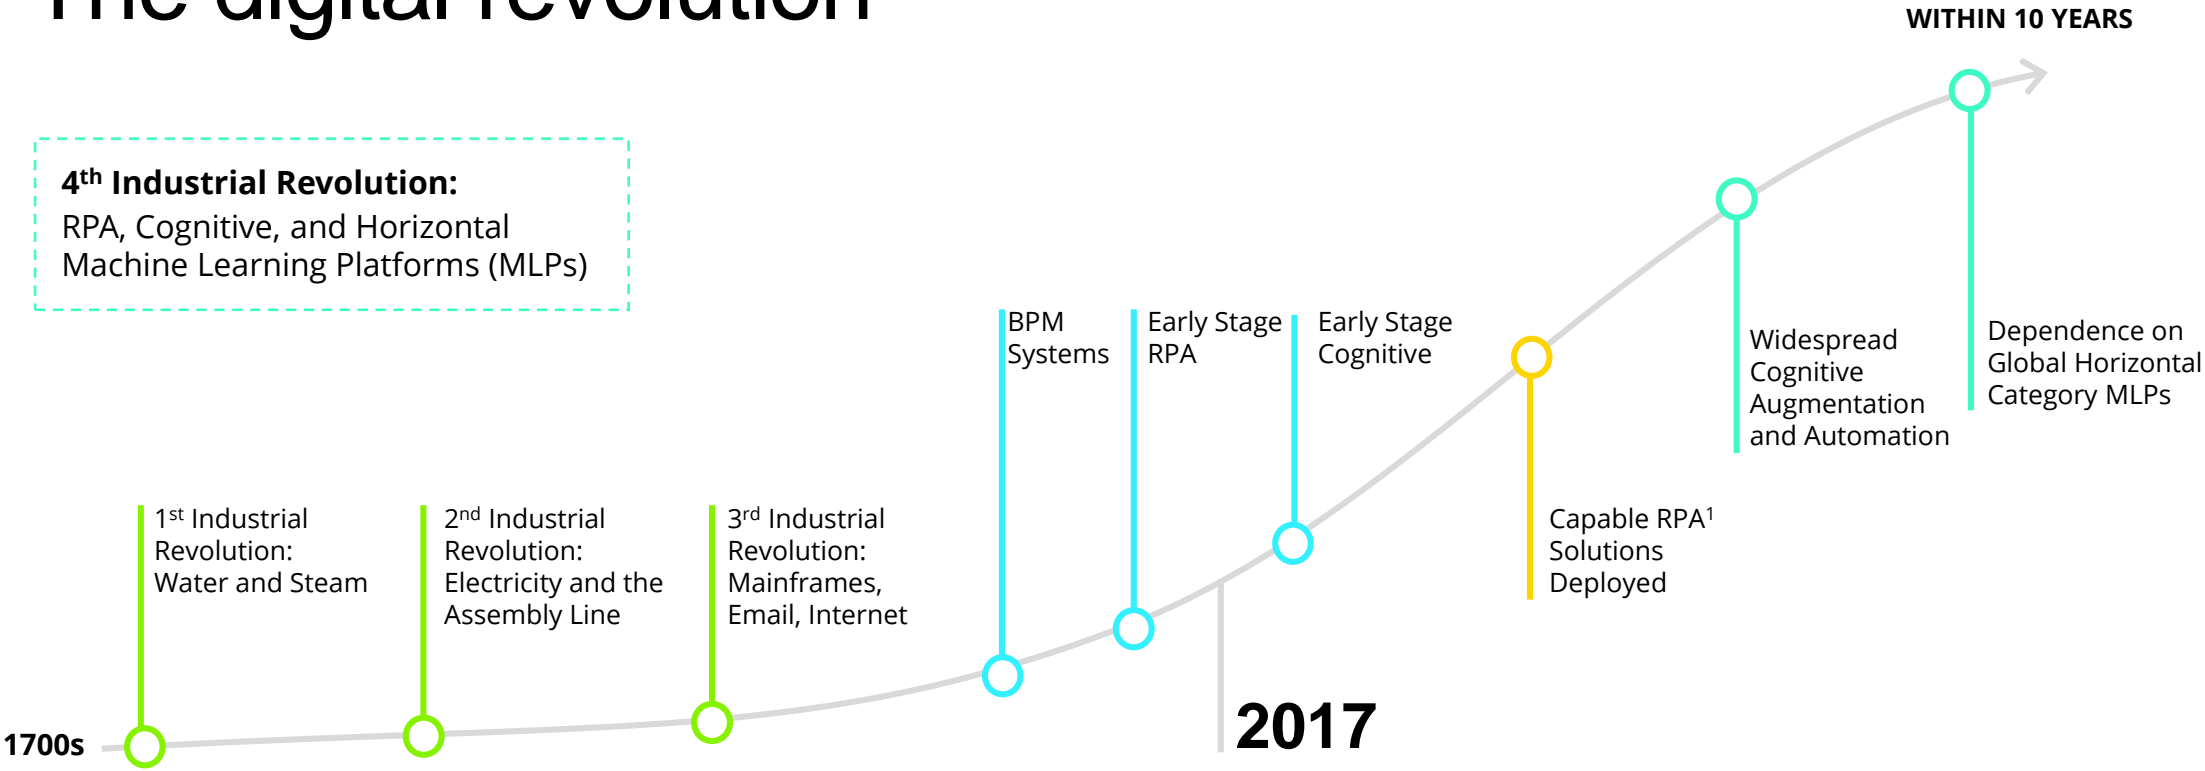 The digital revolution
WITHIN 10 YEARS
4th Industrial Revolution:
RPA, Cognitive, and Horizontal
Machine Learning Platforms (MLPs)
BPM
Systems
Early Stage
RPA
Early Stage
Cognitive
Widespread
Cognitive
Augmentation
and Automation
Dependence on
Global Horizontal
Category MLPs
1st Industrial
Revolution:
Water and Steam
2nd Industrial
Revolution:
Electricity and the
Assembly Line
3rd Industrial
Revolution:
Mainframes,
Email, Internet
Capable RPA1
Solutions
Deployed
1700s
2017